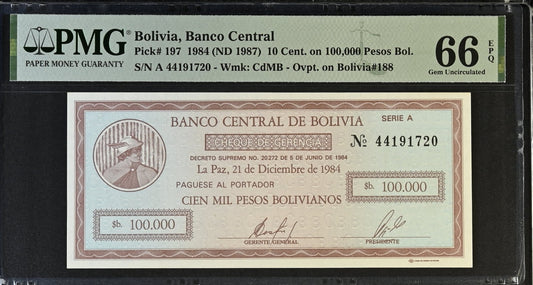 PMG
PAPER MONEY GUARANTY
Bolivia, Banco Central
Pick# 197 1984 (ND 1987) 10 Cent. on 100,000 Pesos Bol.
S/N A 44191720 - Wmk: CdMB - Ovpt. on Bolivia#188
66 EPQ
Gem Uncirculated
BANCO CENTRAL DE BOLIVIA
SERIE A
CHEQUE DE GERENCIA
No 44191720
DECRETO SUPREMO NO. 20272 DE 5 DE JUNIO DE 1984
La Paz, 21 de Diciembre de 1984
PAGUESE AL PORTADOR
$b. 100.000
CIEN MIL PESOS BOLIVIANOS
$b. 100.000
GERENTE GENERAL
PRESIDENTE